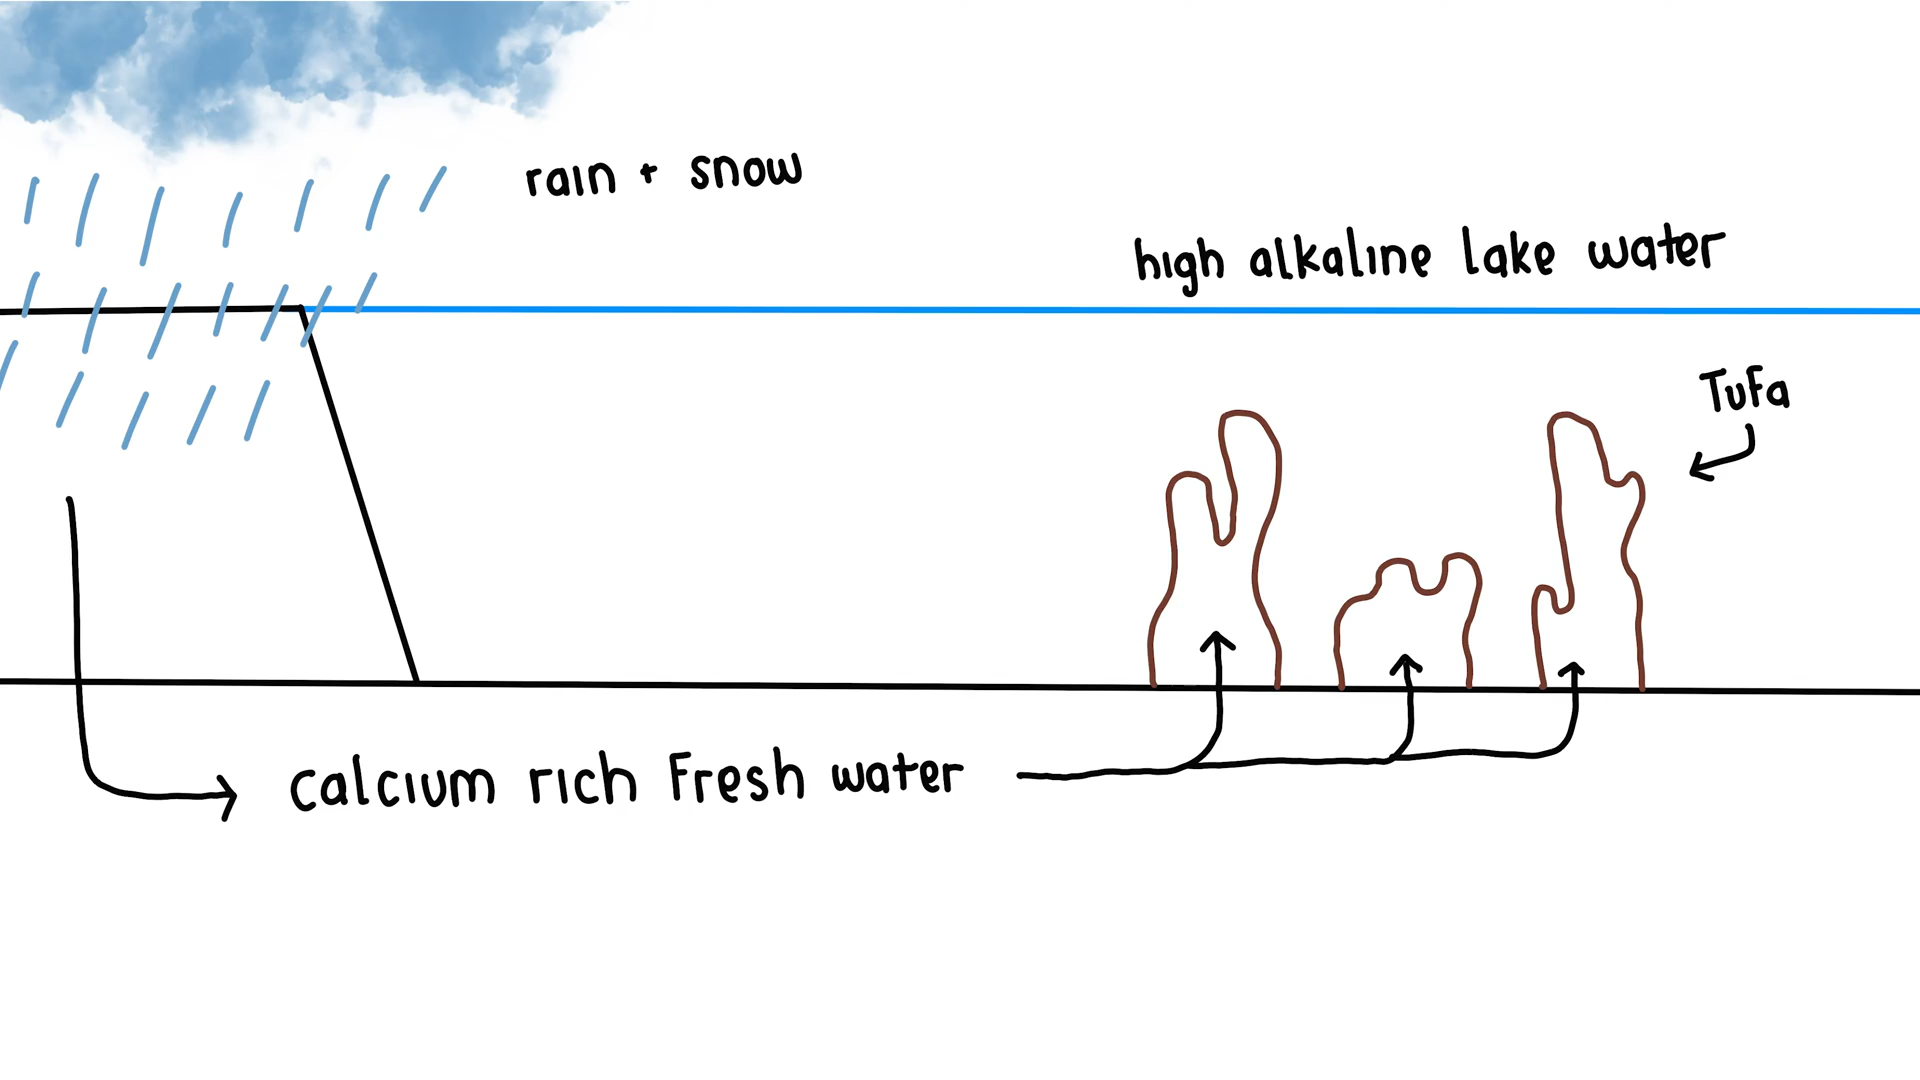 rain + snow
high alkaline lake water
Tufa
calcium rich fresh water